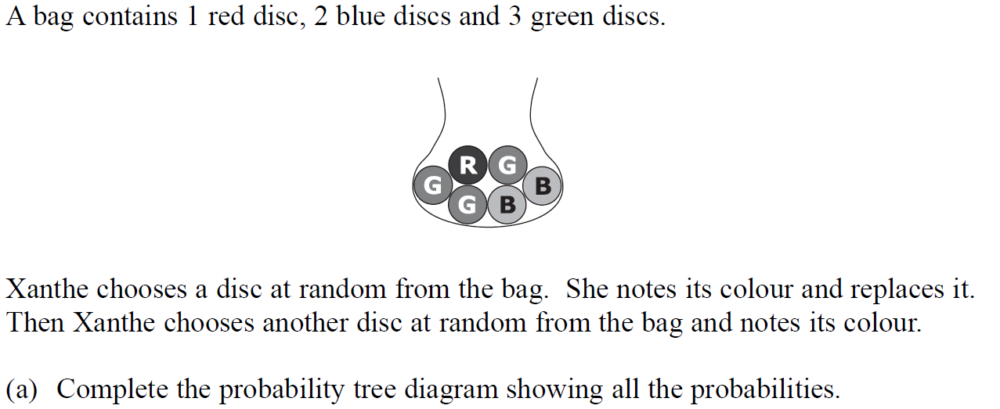 A bag contains 1 red disc, 2 blue discs and 3 green discs.
R G
G B
G B
Xanthe chooses a disc at random from the bag.  She notes its colour and replaces it.
Then Xanthe chooses another disc at random from the bag and notes its colour.
(a)  Complete the probability tree diagram showing all the probabilities.